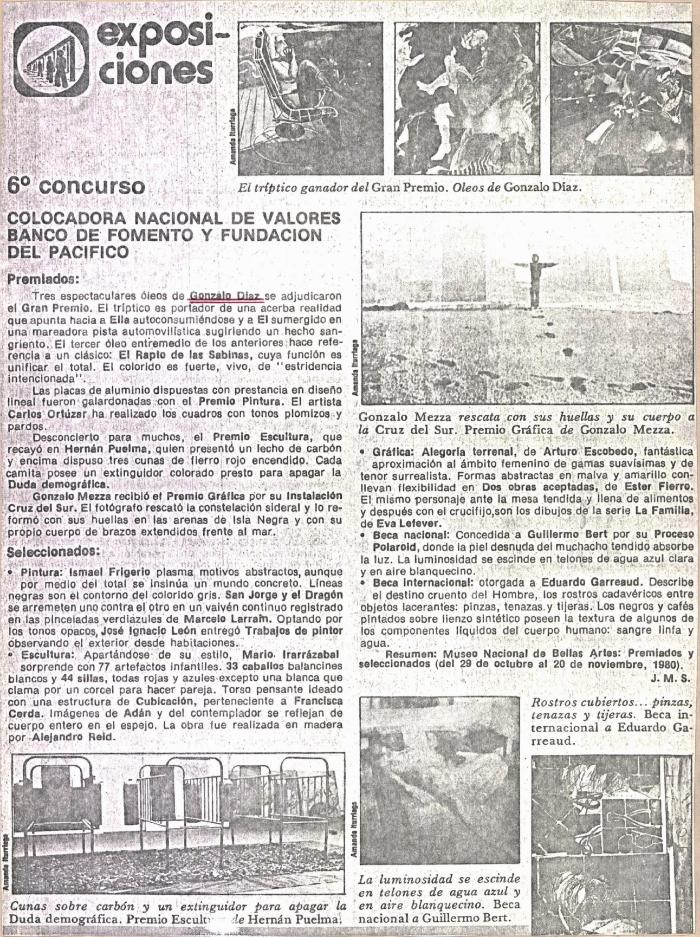 exposi-
ciones
Amanda Iturriaga
El tríptico ganador del Gran Premio. Oleos de Gonzalo Díaz.
6º concurso
COLOCADORA NACIONAL DE VALORES
BANCO DE FOMENTO Y FUNDACION
DEL PACIFICO
Premiados:
Tres espectaculares óleos de Gonzalo Díaz se adjudicaron
el Gran Premio. El tríptico es portador de una acerba realidad
que apunta hacia a Ella autoconsumiéndose y a El sumergido en
una mareadora pista automovilística sugiriendo un hecho san-
griento. El tercer óleo entremedio de los anteriores hace refe-
rencia a un clásico: El Rapto de las Sabinas, cuya función es
unificar el total. El colorido es fuerte, vivo, de "estridencia
intencionada".
Las placas de aluminio dispuestas con prestancia en diseño
lineal fueron galardonadas con el Premio Pintura. El artista
Carlos Ortúzar ha realizado los cuadros con tonos plomizos y
pardos.
Desconcierto para muchos, el Premio Escultura, que
recayó en Hernán Puelma, quien presentó un lecho de carbón
y encima dispuso tres cunas de fierro rojo encendido. Cada
camita posee un extinguidor colorado presto para apagar la
Duda demográfica.
Gonzalo Mezza recibió el Premio Gráfica por su Instalación
Cruz del Sur. El fotógrafo rescató la constelación sideral y lo re-
formó con sus huellas en las arenas de Isla Negra y con su
propio cuerpo de brazos extendidos frente al mar.
Seleccionados:
• Pintura: Ismael Frigerio plasma motivos abstractos, aunque
por medio del total se insinúa un mundo concreto. Líneas
negras son el contorno del colorido gris. San Jorge y el Dragón
se arremeten uno contra el otro en un vaivén continuo registrado
en las pinceladas verdiazules de Marcelo Larraín. Optando por
los tonos opacos, José Ignacio León entregó Trabajos de pintor
observando el exterior desde habitaciones.
• Escultura: Apartándose de su estilo, Mario Irarrázabal
sorprende con 77 artefactos infantiles. 33 caballos balancines
blancos y 44 sillas, todas rojas y azules excepto una blanca que
clama por un corcel para hacer pareja. Torso pensante ideado
con una estructura de Cubicación, perteneciente a Francisca
Cerda. Imágenes de Adán y del contemplador se reflejan de
cuerpo entero en el espejo. La obra fue realizada en madera
por Alejandro Reid.
Amanda Iturriaga
Cunas sobre carbón y un extinguidor para apagar la
Duda demográfica. Premio Escult de Hernán Puelma.
Amanda Iturriaga
Gonzalo Mezza rescata con sus huellas y su cuerpo a
la Cruz del Sur. Premio Gráfica de Gonzalo Mezza.
• Gráfica: Alegoría terrenal, de Arturo Escobedo, fantástica
aproximación al ámbito femenino de gamas suavísimas y de
tenor surrealista. Formas abstractas en malva y amarillo con-
llevan flexibilidad en Dos obras aceptadas, de Ester Fierro.
El mismo personaje ante la mesa tendida y llena de alimentos
y después con el crucifijo, son los dibujos de la serie La Familia,
de Eva Lefever.
• Beca nacional: Concedida a Guillermo Bert por su Proceso
Polaroid, donde la piel desnuda del muchacho tendido absorbe
la luz. La luminosidad se escinde en telones de agua azul clara
y en aire blanquecino.
• Beca internacional: otorgada a Eduardo Garreaud. Describe
el destino cruento del Hombre, los rostros cadavéricos entre
objetos lacerantes: pinzas, tenazas y tijeras. Los negros y cafés
pintados sobre lienzo sintético poseen la textura de algunos de
los componentes líquidos del cuerpo humano: sangre linfa y
agua.
Resumen: Museo Nacional de Bellas Artes: Premiados y
seleccionados (del 29 de octubre al 20 de noviembre, 1980).
J. M. S.
Amanda Iturriaga
La luminosidad se escinde
en telones de agua azul y
en aire blanquecino. Beca
nacional a Guillermo Bert.
Rostros cubiertos... pinzas,
tenazas y tijeras. Beca in-
ternacional a Eduardo Ga-
rreaud.